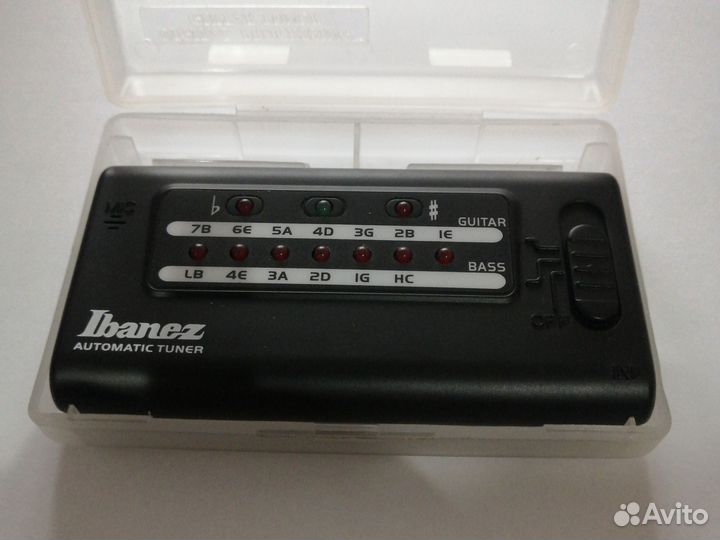 MIC
♭ ♯
GUITAR
7B 6E 5A 4D 3G 2B 1E
BASS
LB 4E 3A 2D 1G HC
OFF
Ibanez
AUTOMATIC TUNER
IN
Avito